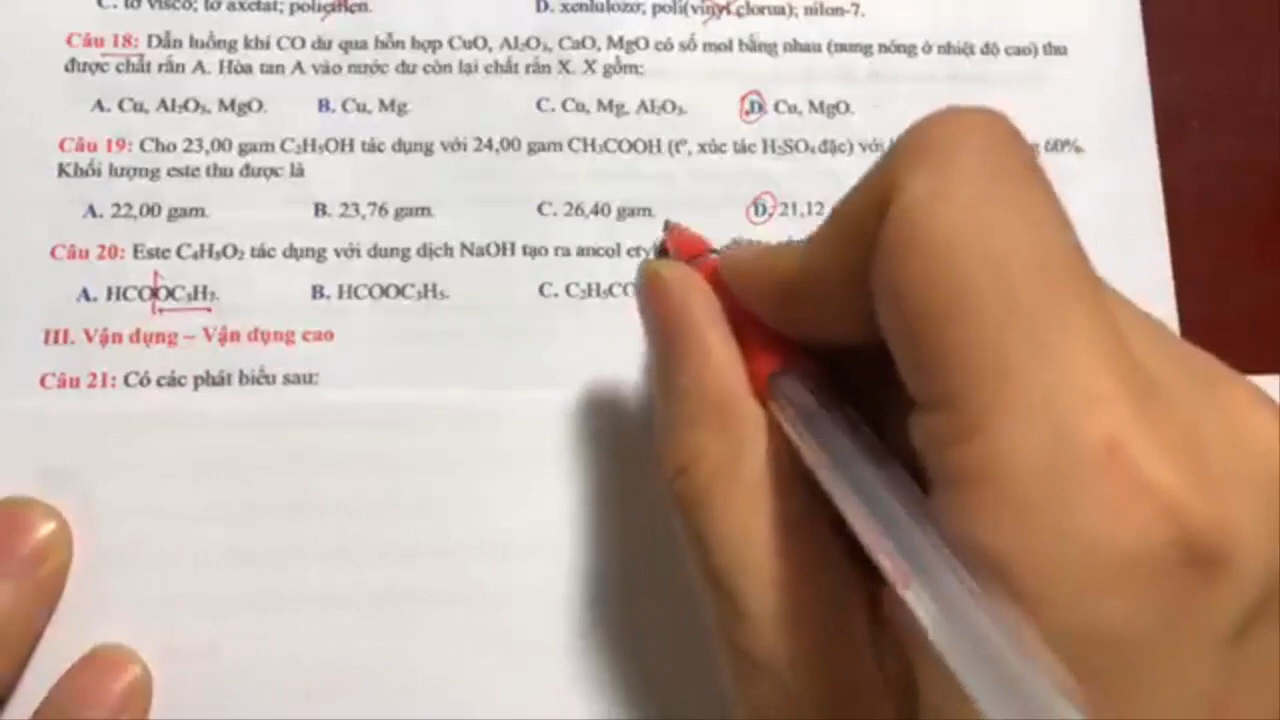 C. tơ visco; tơ axetat; polietilen. D. xenlulozơ; poli(vinyl clorua); nilon-7.
Câu 18: Dẫn luồng khí CO dư qua hỗn hợp CuO, Al₂O₃, CaO, MgO có số mol bằng nhau (nung nóng ở nhiệt độ cao) thu
được chất rắn A. Hòa tan A vào nước dư còn lại chất rắn X. X gồm:
A. Cu, Al₂O₃, MgO. B. Cu, Mg. C. Cu, Mg, Al₂O₃. D. Cu, MgO.
Câu 19: Cho 23,00 gam C₂H₅OH tác dụng với 24,00 gam CH₃COOH (t°, xúc tác H₂SO₄ đặc) với 60%.
Khối lượng este thu được là
A. 22,00 gam. B. 23,76 gam. C. 26,40 gam. D. 21,12
Câu 20: Este C₄H₈O₂ tác dụng với dung dịch NaOH tạo ra ancol
A. HCOOC₃H₇. B. HCOOC₃H₅. C. C₂H₅CO
III. Vận dụng – Vận dụng cao
Câu 21: Có các phát biểu sau: